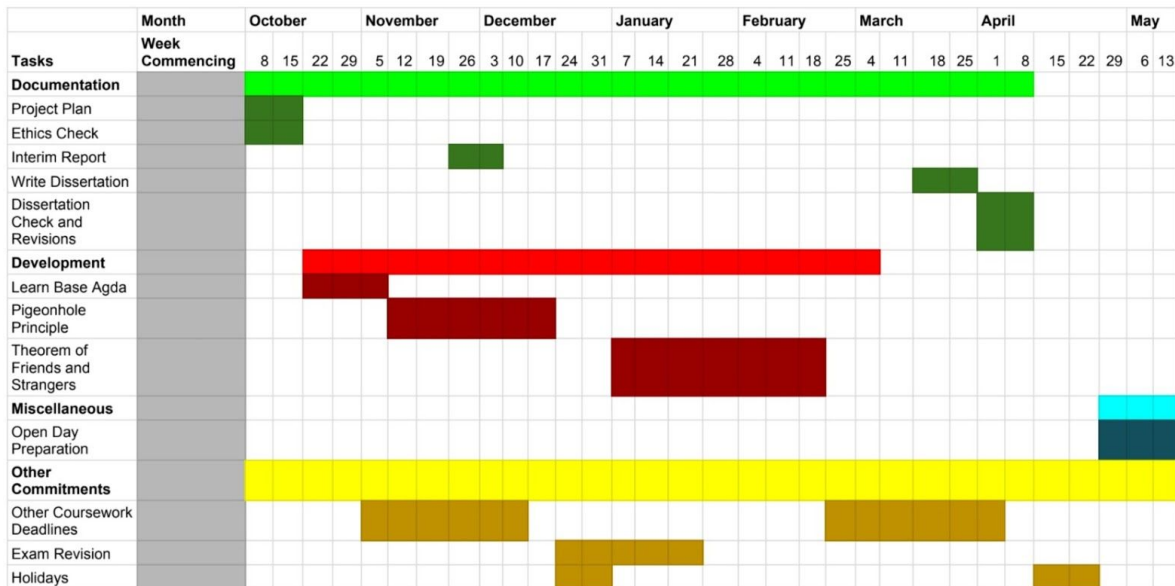 Month October November December January February March April May
Tasks Week
Commencing 8 15 22 29 5 12 19 26 3 10 17 24 31 7 14 21 28 4 11 18 25 4 11 18 25 1 8 15 22 29 6 13
Documentation
Project Plan
Ethics Check
Interim Report
Write Dissertation
Dissertation
Check and
Revisions
Development
Learn Base Agda
Pigeonhole
Principle
Theorem of
Friends and
Strangers
Miscellaneous
Open Day
Preparation
Other
Commitments
Other Coursework
Deadlines
Exam Revision
Holidays